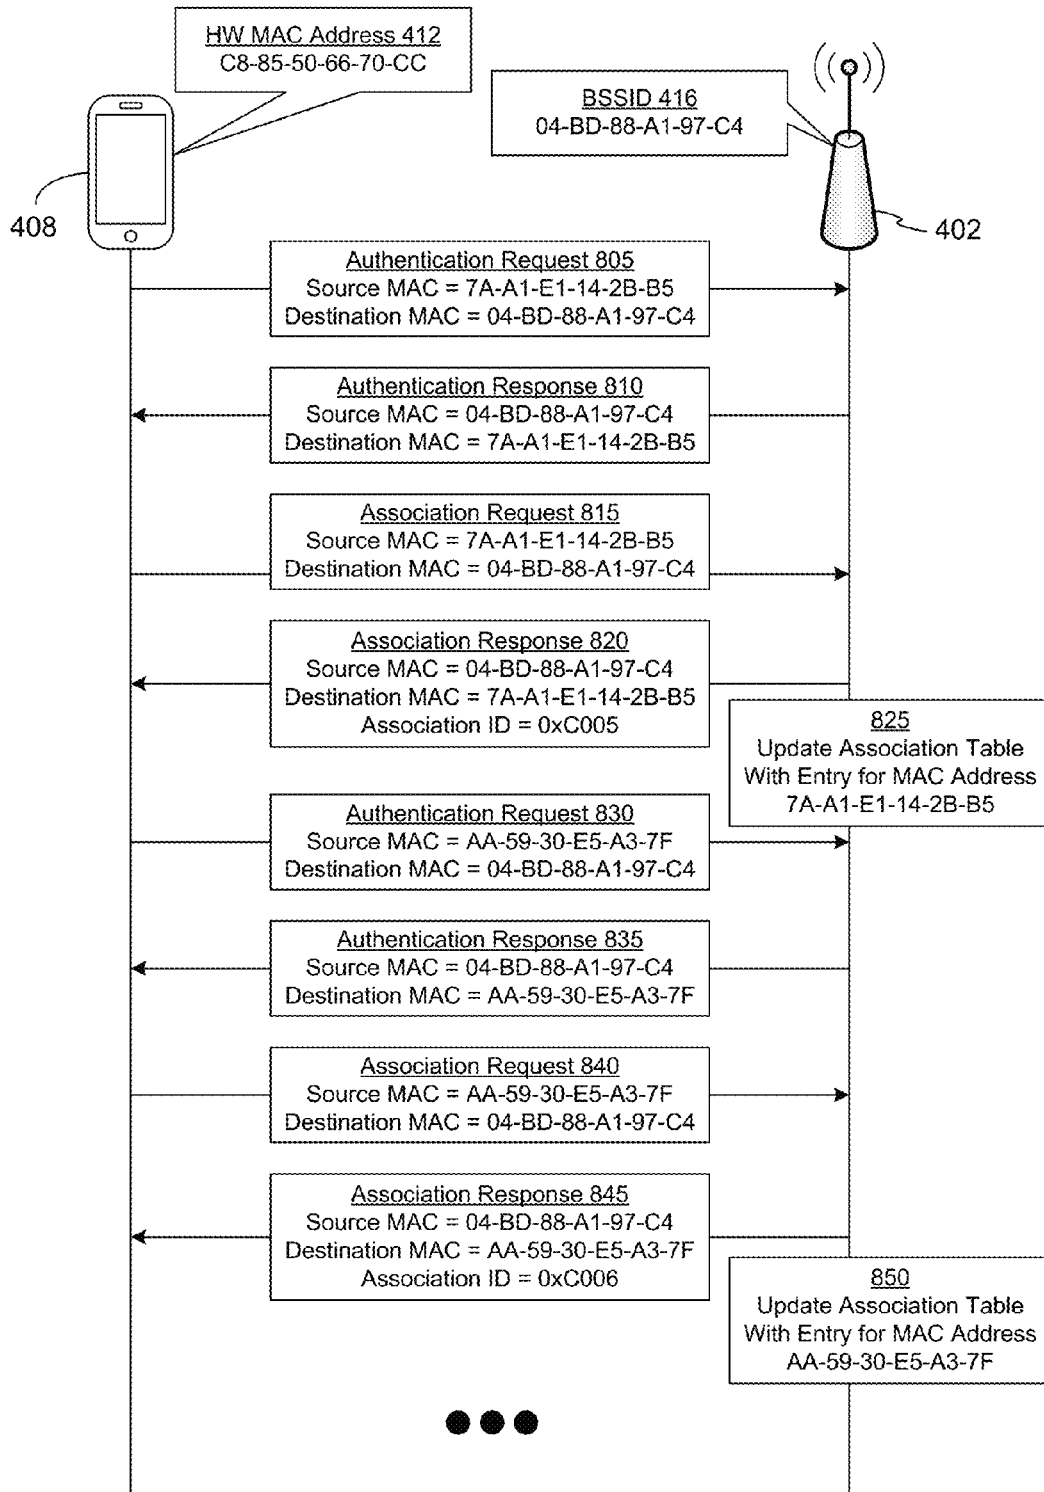 HW MAC Address 412
C8-85-50-66-70-CC
BSSID 416
04-BD-88-A1-97-C4
408
402
Authentication Request 805
Source MAC = 7A-A1-E1-14-2B-B5
Destination MAC = 04-BD-88-A1-97-C4
Authentication Response 810
Source MAC = 04-BD-88-A1-97-C4
Destination MAC = 7A-A1-E1-14-2B-B5
Association Request 815
Source MAC = 7A-A1-E1-14-2B-B5
Destination MAC = 04-BD-88-A1-97-C4
Association Response 820
Source MAC = 04-BD-88-A1-97-C4
Destination MAC = 7A-A1-E1-14-2B-B5
Association ID = 0xC005
825
Update Association Table
With Entry for MAC Address
7A-A1-E1-14-2B-B5
Authentication Request 830
Source MAC = AA-59-30-E5-A3-7F
Destination MAC = 04-BD-88-A1-97-C4
Authentication Response 835
Source MAC = 04-BD-88-A1-97-C4
Destination MAC = AA-59-30-E5-A3-7F
Association Request 840
Source MAC = AA-59-30-E5-A3-7F
Destination MAC = 04-BD-88-A1-97-C4
Association Response 845
Source MAC = 04-BD-88-A1-97-C4
Destination MAC = AA-59-30-E5-A3-7F
Association ID = 0xC006
850
Update Association Table
With Entry for MAC Address
AA-59-30-E5-A3-7F